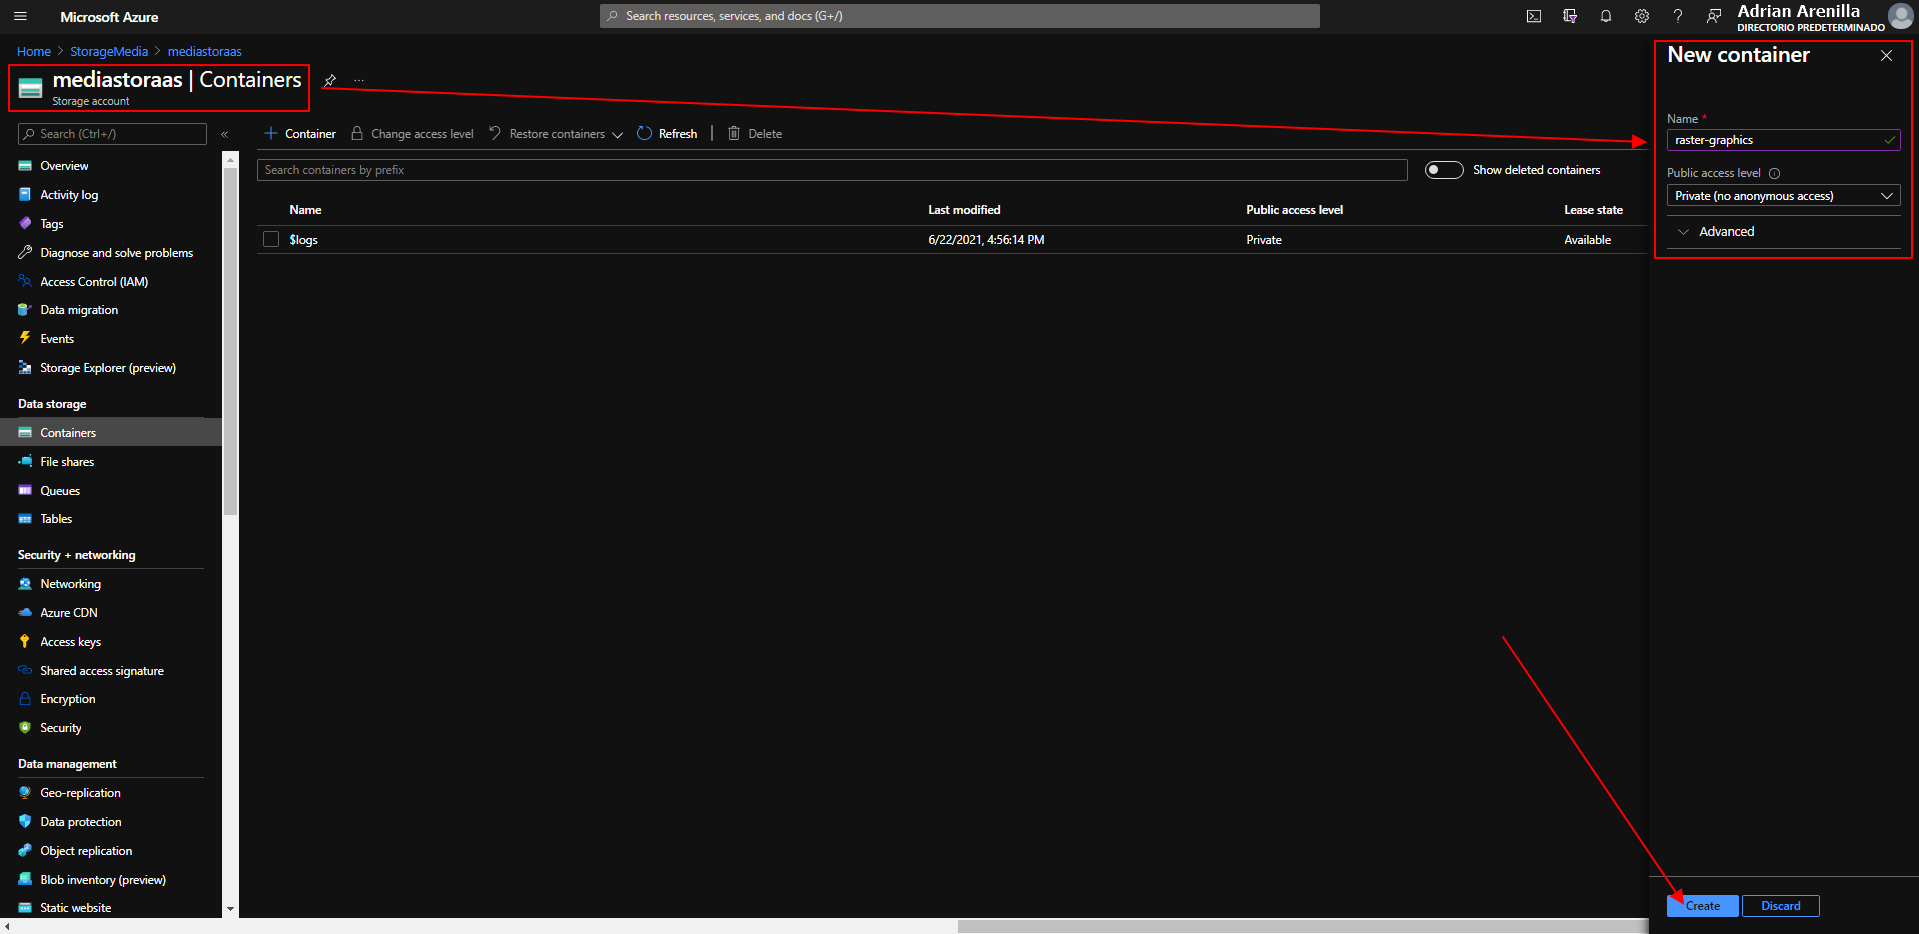 Microsoft Azure
Search resources, services, and docs (G+/)
Adrian Arenilla
DIRECTORIO PREDETERMINADO
Home > StorageMedia > mediastoraas
mediastoraas | Containers
...
Storage account
Search (Ctrl+/)
«
Overview
Activity log
Tags
Diagnose and solve problems
Access Control (IAM)
Data migration
Events
Storage Explorer (preview)
Data storage
Containers
File shares
Queues
Tables
Security + networking
Networking
Azure CDN
Access keys
Shared access signature
Encryption
Security
Data management
Geo-replication
Data protection
Object replication
Blob inventory (preview)
Static website
+ Container Change access level Restore containers Refresh | Delete
Search containers by prefix
Show deleted containers
Name Last modified Public access level Lease state
$logs 6/22/2021, 4:56:14 PM Private Available
New container
Name *
raster-graphics
Public access level
Private (no anonymous access)
Advanced
Create Discard